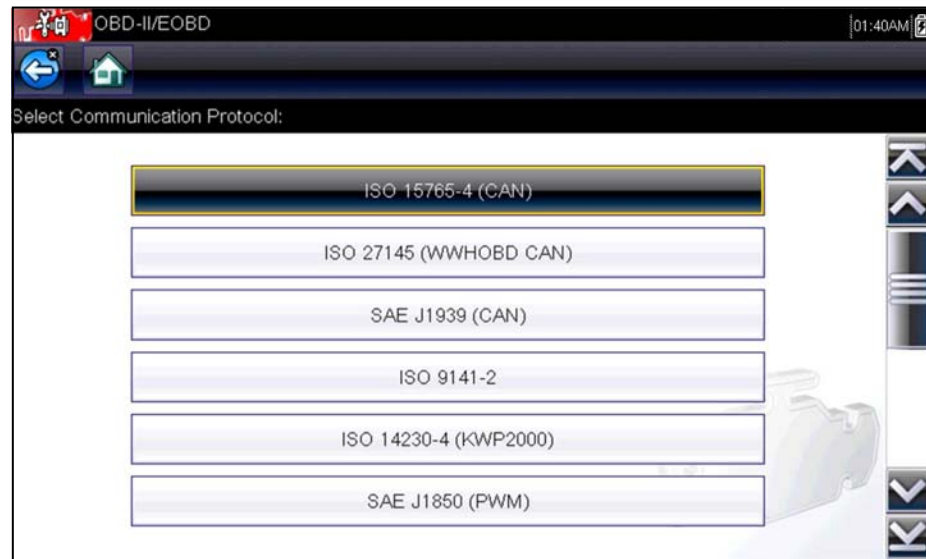 OBD-II/EOBD
01:40AM
Select Communication Protocol:
ISO 15765-4 (CAN)
ISO 27145 (WWHOBD CAN)
SAE J1939 (CAN)
ISO 9141-2
ISO 14230-4 (KWP2000)
SAE J1850 (PWM)